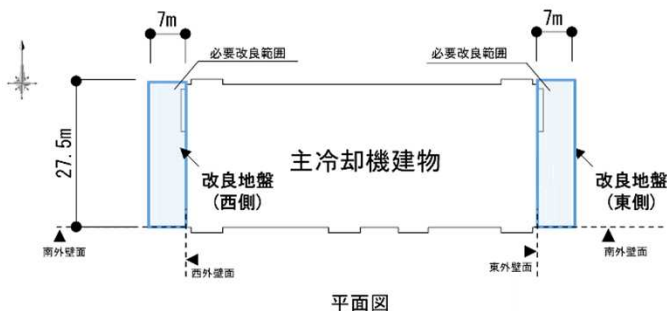 7m
7m
必要改良範囲
必要改良範囲
27.5m
主冷却機建物
改良地盤
(西側)
改良地盤
(東側)
南外壁面
西外壁面
東外壁面
南外壁面
平面図